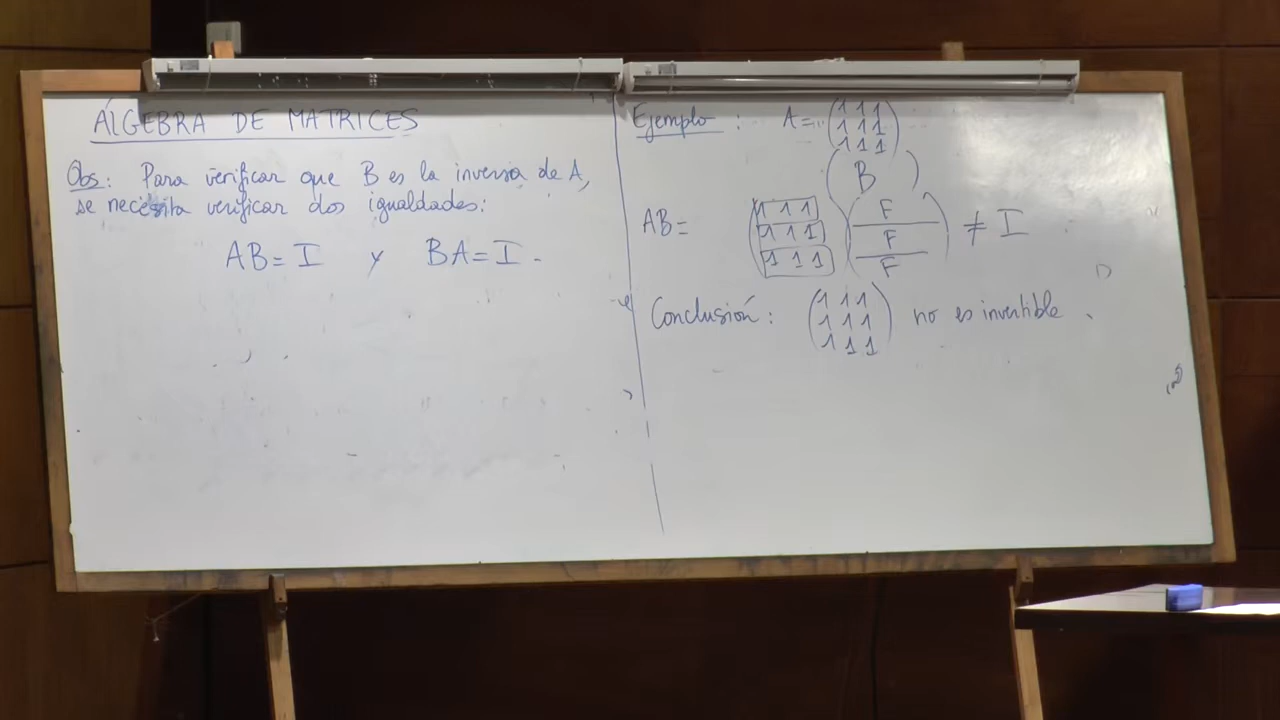 ÁLGEBRA DE MATRICES
Obs: Para verificar que B es la inversa de A,
se necesita verificar dos igualdades:
AB = I y BA = I.
Ejemplo: A = (1 1 1
1 1 1
1 1 1)
(B)
AB = (1 1 1
1 1 1
1 1 1) (F
F
F) ≠ I
Conclusión: (1 1 1
1 1 1
1 1 1) no es invertible.